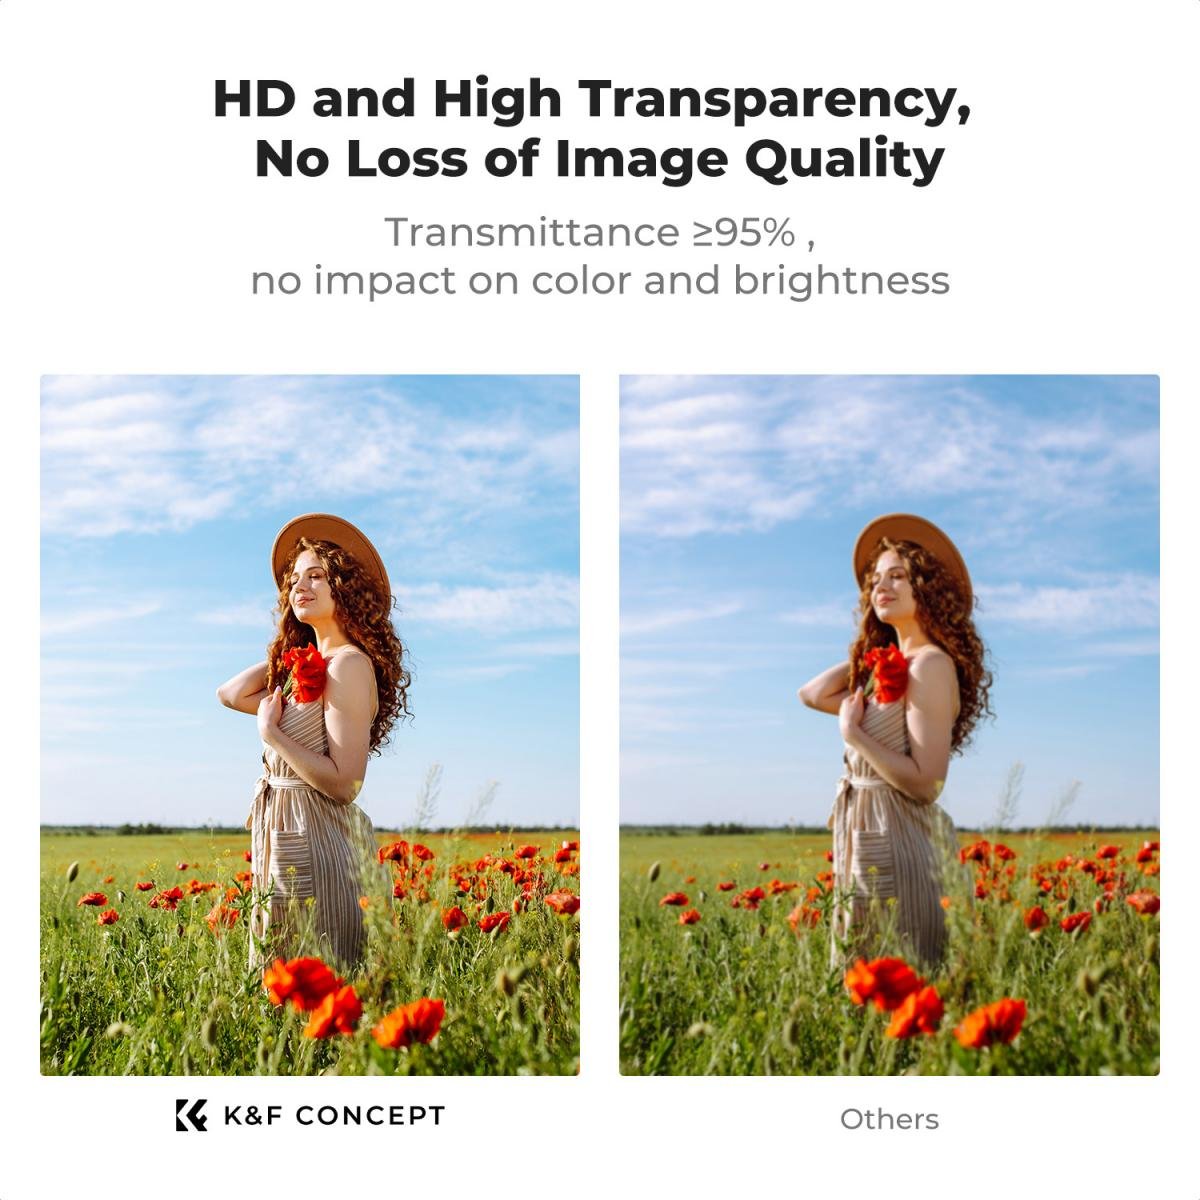 HD and High Transparency,
No Loss of Image Quality
Transmittance ≥95% ,
no impact on color and brightness
K&F CONCEPT
Others